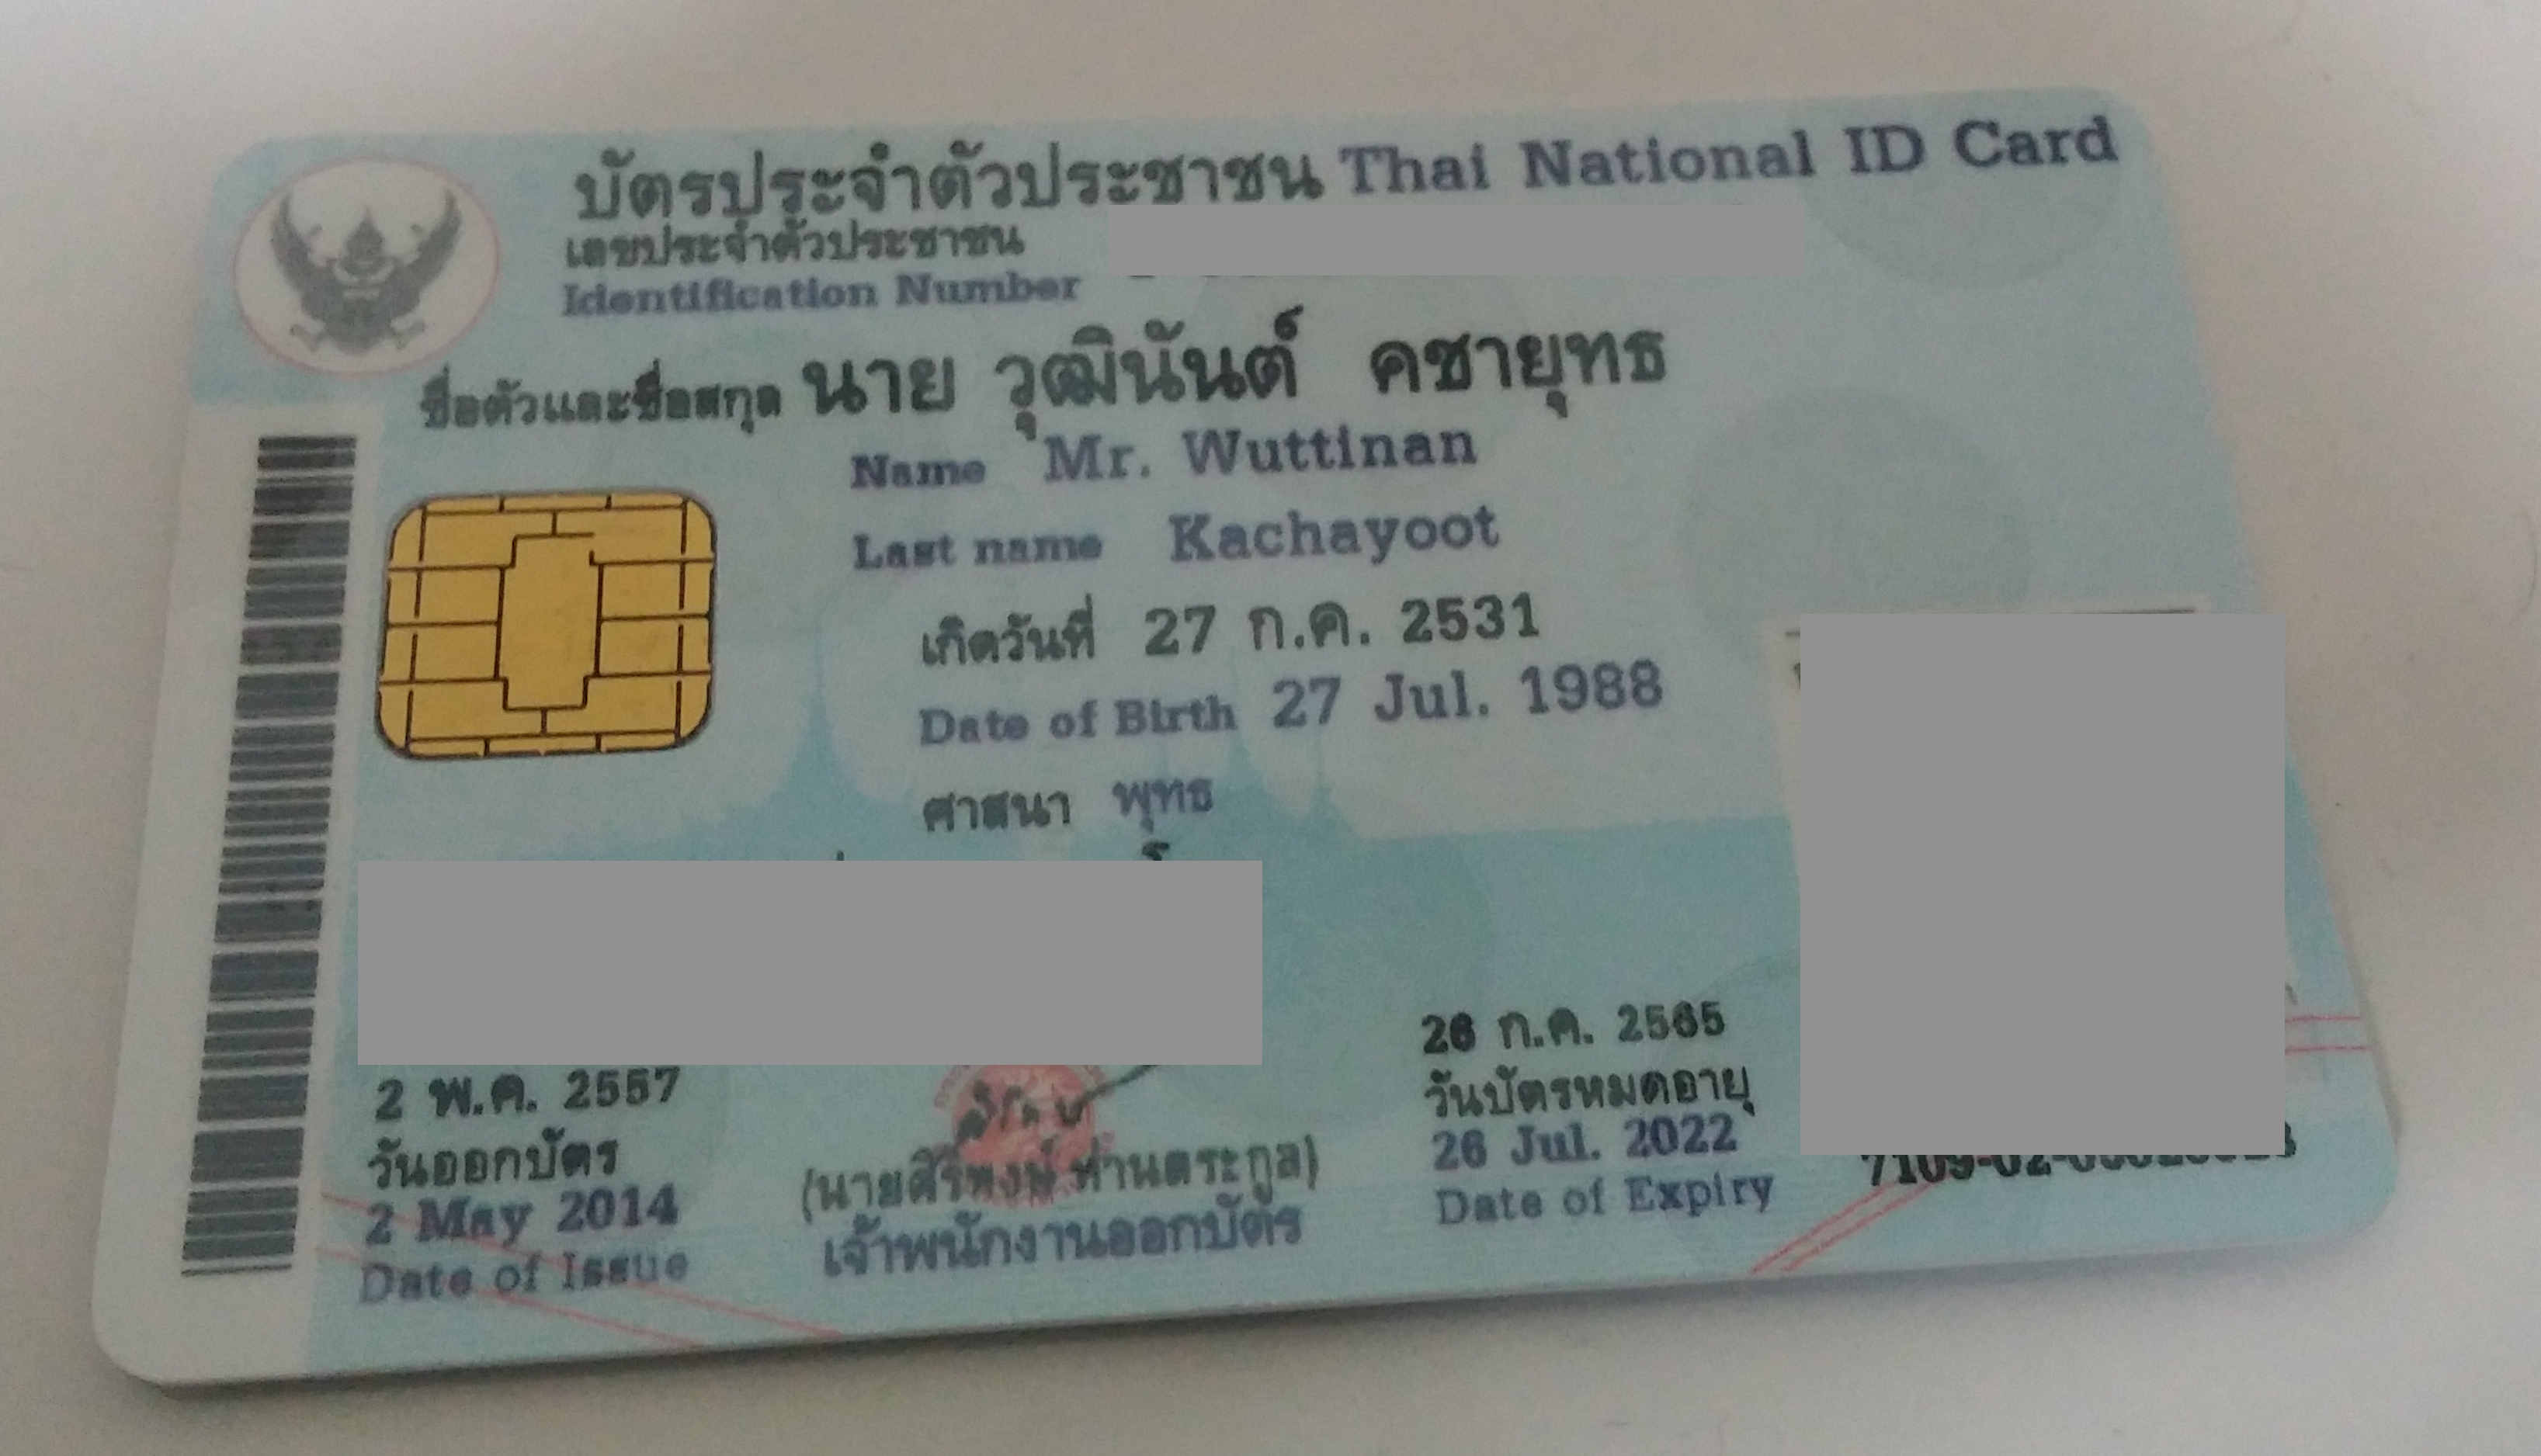 บัตรประจำตัวประชาชน Thai National ID Card
เลขประจำตัวประชาชน
Identification Number
ชื่อตัวและชื่อสกุล นาย วุฒินันต์ คชายุทธ
Name Mr. Wuttinan
Last name Kachayoot
เกิดวันที่ 27 ก.ค. 2531
Date of Birth 27 Jul. 1988
ศาสนา พุทธ
2 พ.ค. 2557
วันออกบัตร
2 May 2014
Date of Issue
(นายศิริพงษ์ ห่านตระกูล)
เจ้าพนักงานออกบัตร
26 ก.ค. 2565
วันบัตรหมดอายุ
26 Jul. 2022
Date of Expiry